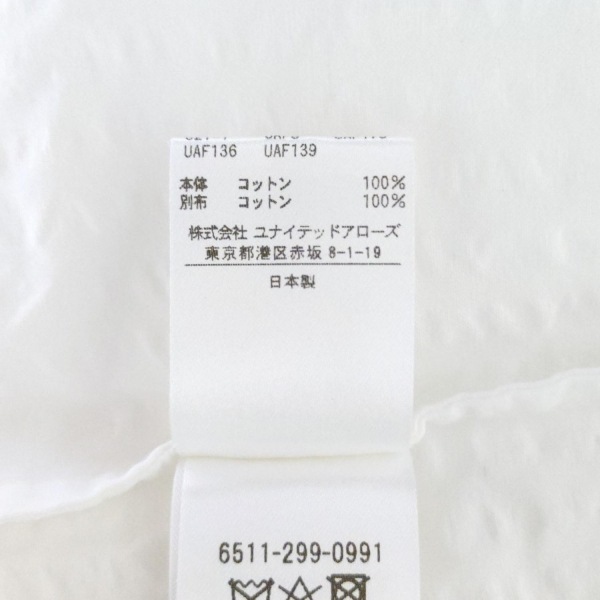 UAF136 UAF139
本体 コットン 100%
別布 コットン 100%
株式会社 ユナイテッドアローズ
東京都港区赤坂 8-1-19
日本製
6511-299-0991